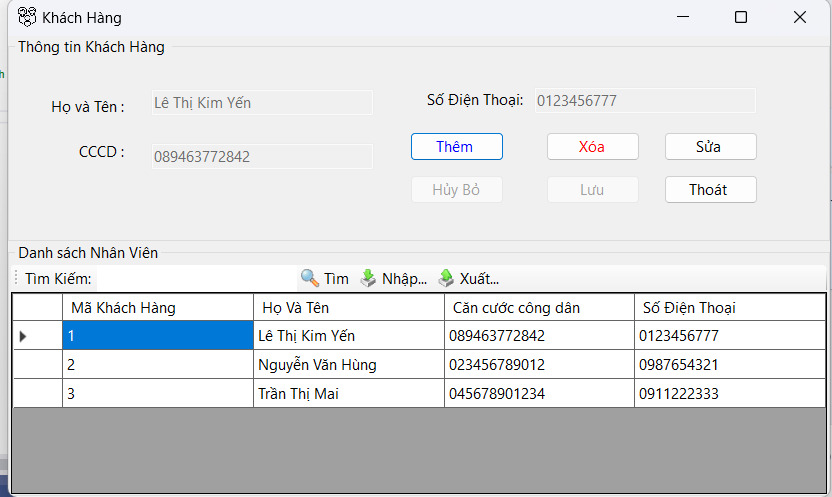 Khách Hàng
Thông tin Khách Hàng
Họ và Tên : Lê Thị Kim Yến Số Điện Thoại: 0123456777
CCCD : 089463772842
Thêm Xóa Sửa
Hủy Bỏ Lưu Thoát
Danh sách Nhân Viên
Tìm Kiếm: Tìm Nhập... Xuất...
Mã Khách Hàng Họ Và Tên Căn cước công dân Số Điện Thoại
1 Lê Thị Kim Yến 089463772842 0123456777
2 Nguyễn Văn Hùng 023456789012 0987654321
3 Trần Thị Mai 045678901234 0911222333